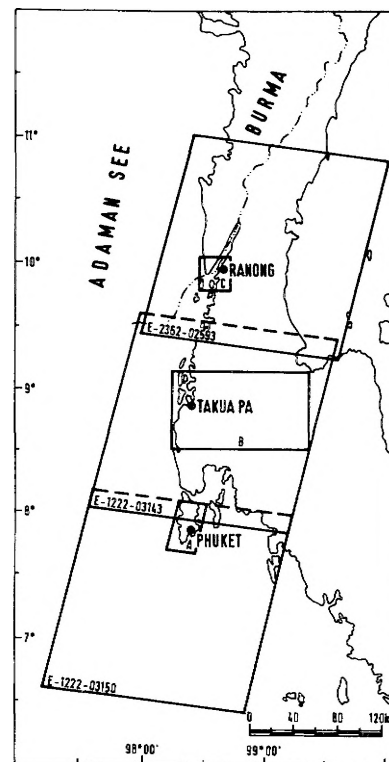 BURMA
11°
ADAMAN SEE
10°
RANONG
C
E-2362-02593
9°
TAKUA PA
B
8°
E-1222-03143
PHUKET
A
7°
E-1222-03150
0 40 80 120k
98°00' 99°00'